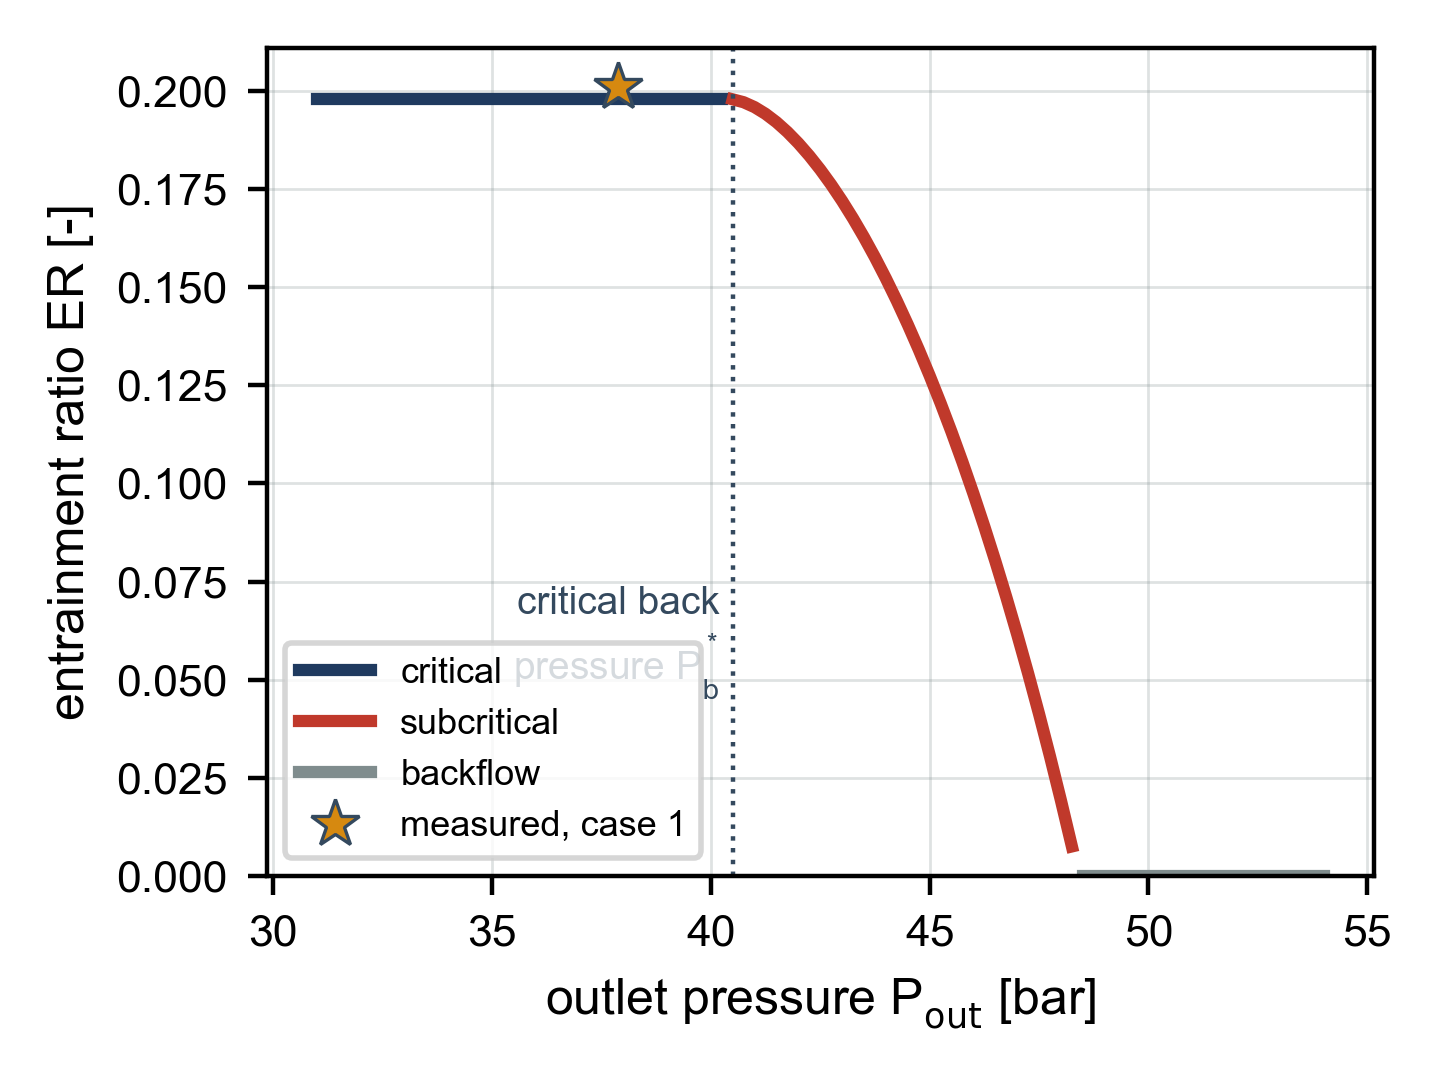 0.200
0.175
0.150
0.125
0.100
0.075
0.050
0.025
0.000
entrainment ratio ER [-]
critical back
pressure P*b
critical
subcritical
backflow
measured, case 1
30 35 40 45 50 55
outlet pressure Pout [bar]